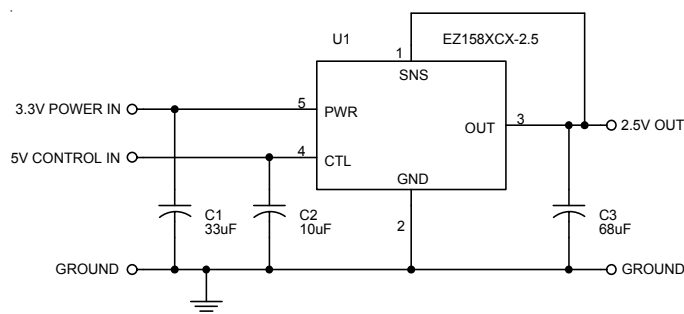 U1
EZ158XCX-2.5
1
SNS
3.3V POWER IN
5
PWR
OUT
3
2.5V OUT
5V CONTROL IN
4
CTL
GND
2
C1
33uF
C2
10uF
C3
68uF
GROUND
GROUND